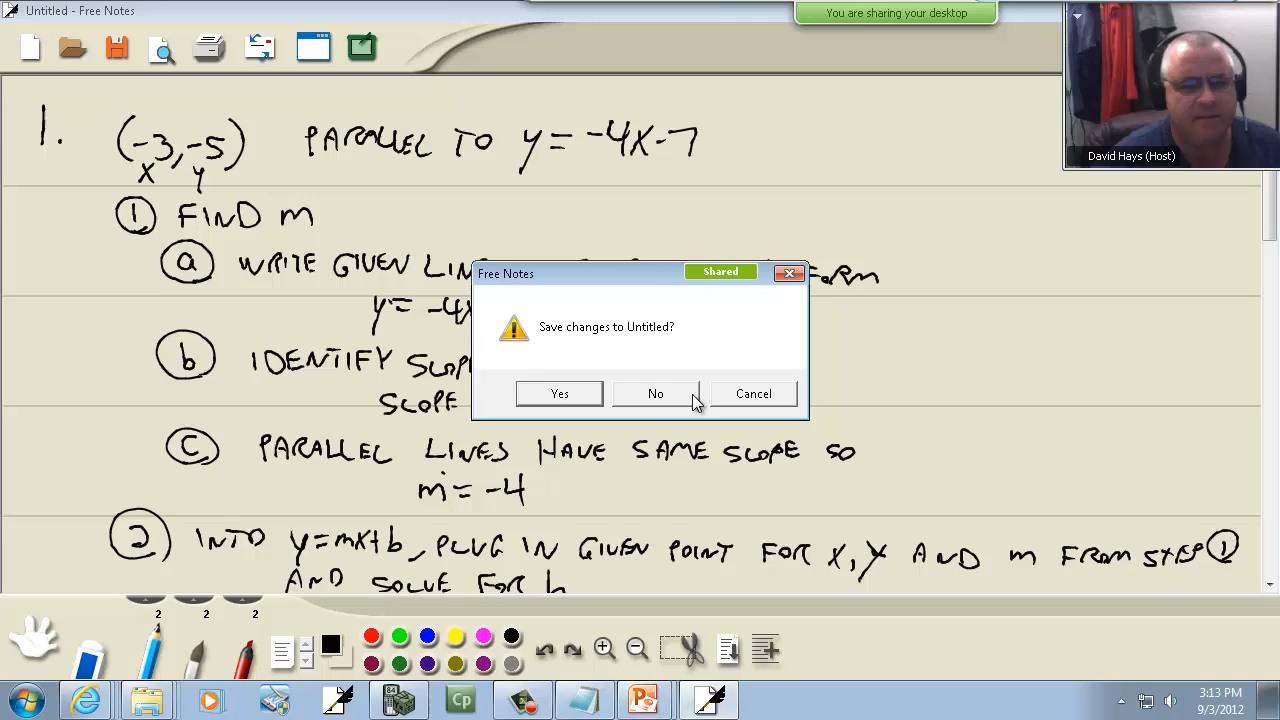 Untitled - Free Notes
You are sharing your desktop
David Hays (Host)
1. (-3, -5) PARALLEL TO y = -4x-7
x y
① FIND m
ⓐ WRITE GIVEN LIN FORM
y = -4x
ⓑ IDENTIFY SLOPE
SLOPE
Free Notes
Shared
Save changes to Untitled?
Yes No Cancel
ⓒ PARALLEL LINES HAVE SAME SLOPE SO
m = -4
② INTO y=mx+b, PLUG IN GIVEN POINT FOR x, y AND m FROM STEP ①
AND SOLVE FOR b
2 2 2
Cp
3:13 PM
9/3/2012